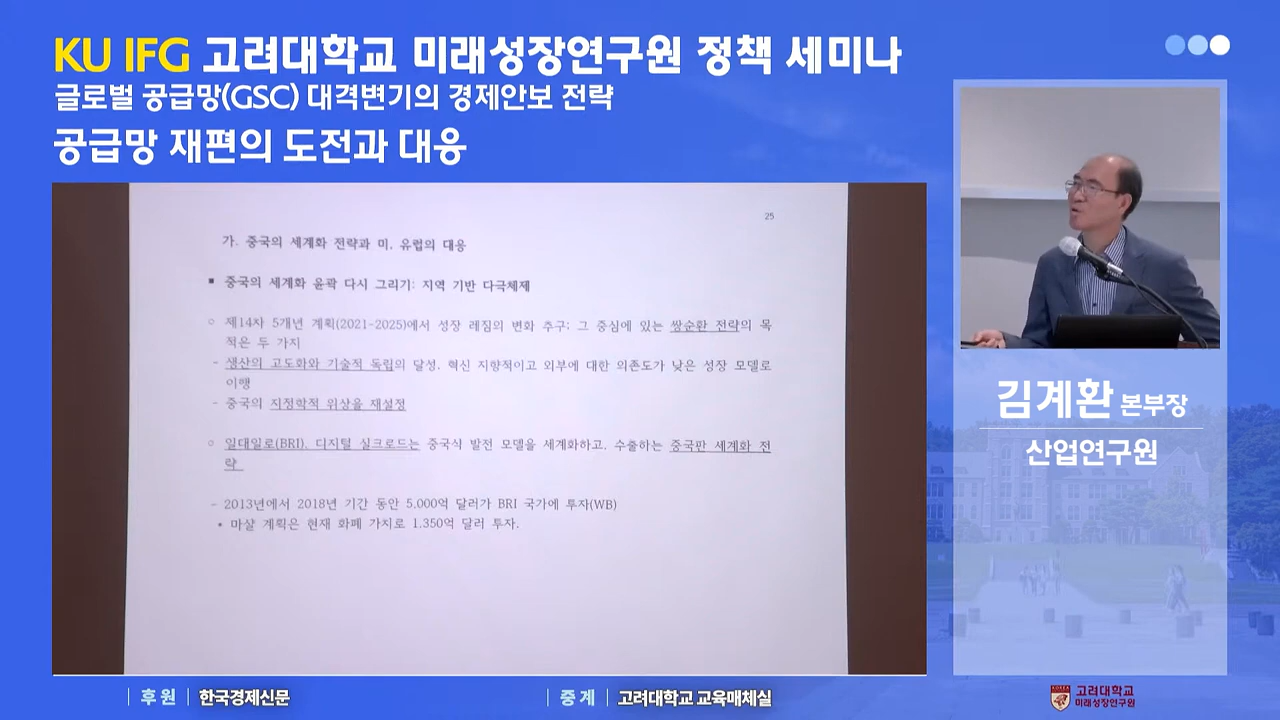 KU IFG 고려대학교 미래성장연구원 정책 세미나
글로벌 공급망(GSC) 대격변기의 경제안보 전략
공급망 재편의 도전과 대응
25
가. 중국의 세계화 전략과 미. 유럽의 대응
▪ 중국의 세계화 윤곽 다시 그리기: 지역 기반 다극체제
○ 제14차 5개년 계획(2021-2025)에서 성장 레짐의 변화 추구; 그 중심에 있는 쌍순환 전략의 목
적은 두 가지
- 생산의 고도화와 기술적 독립의 달성. 혁신 지향적이고 외부에 대한 의존도가 낮은 성장 모델로
이행
- 중국의 지정학적 위상을 재설정
○ 일대일로(BRI), 디지털 실크로드는 중국식 발전 모델을 세계화하고, 수출하는 중국판 세계화 전
략
- 2013년에서 2018년 기간 동안 5,000억 달러가 BRI 국가에 투자(WB)
• 마샬 계획은 현재 화폐 가치로 1,350억 달러 투자.
김계환 본부장
산업연구원
후원 한국경제신문
중계 고려대학교 교육매체실
고려대학교
미래성장연구원